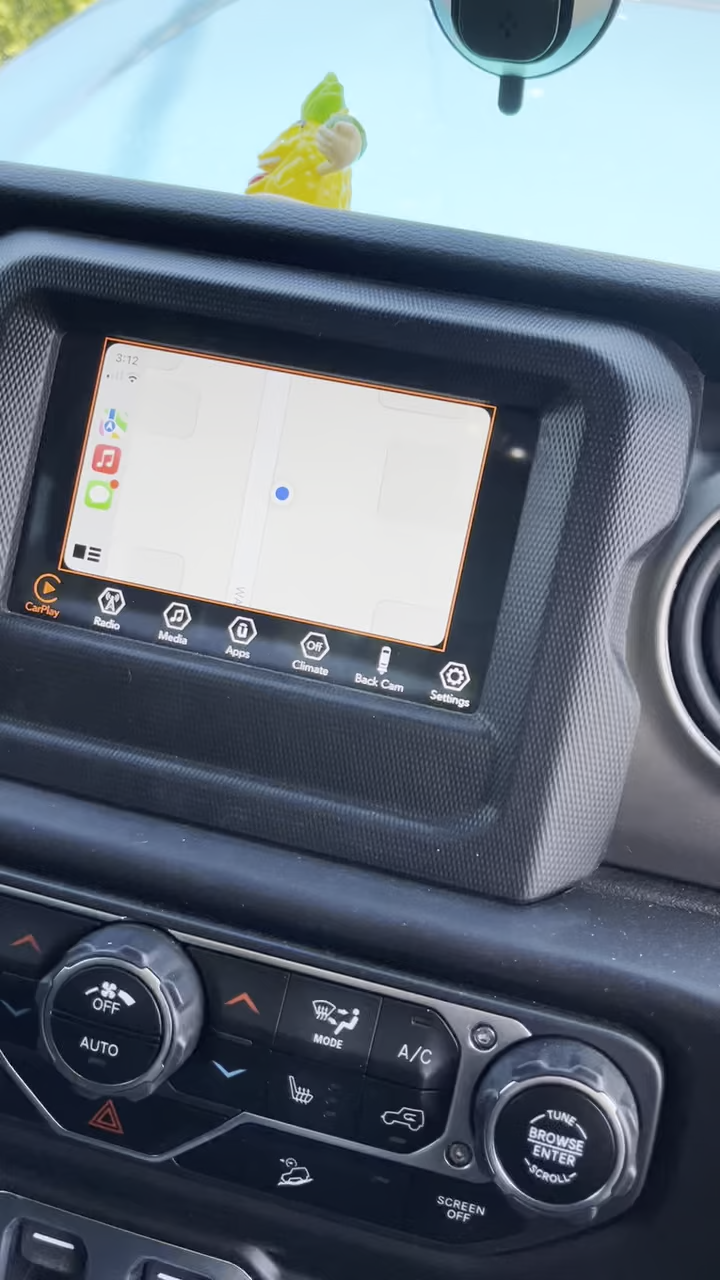 3:12
CarPlay
Radio
Media
Apps
Off
Climate
Back Cam
Settings
OFF
AUTO
MODE
A/C
TUNE
BROWSE
ENTER
SCROLL
SCREEN
OFF